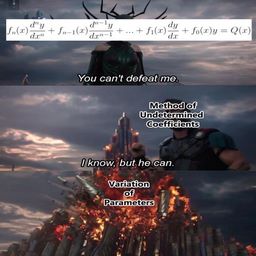 f_n(x) d^n y/dx^n + f_{n-1}(x) d^{n-1} y/dx^{n-1} + ... + f_1(x) dy/dx + f_0(x)y = Q(x)
You can't defeat me.
Method of
Undetermined
Coefficients
I know, but he can.
Variation
of
Parameters